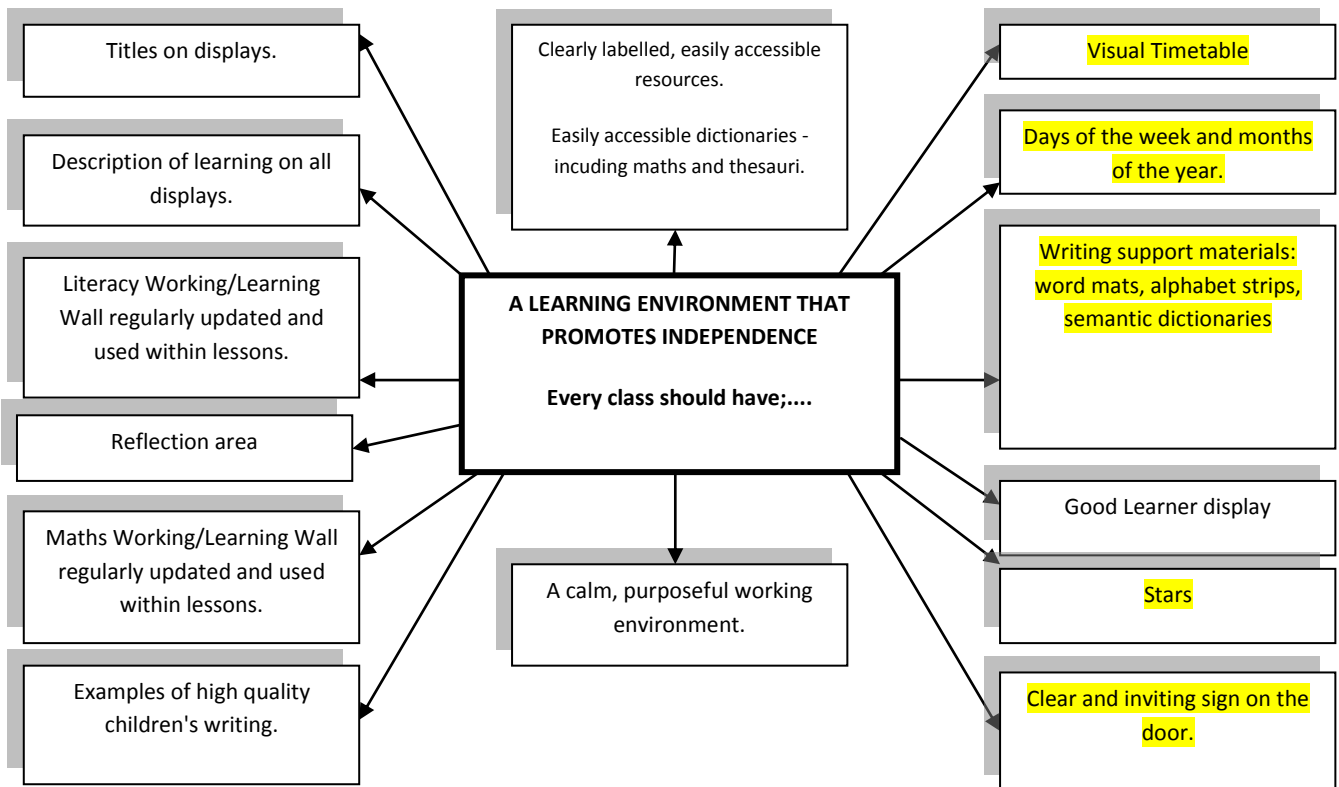 Titles on displays.
Description of learning on all
displays.
Literacy Working/Learning
Wall regularly updated and
used within lessons.
Reflection area
Maths Working/Learning Wall
regularly updated and used
within lessons.
Examples of high quality
children's writing.
Clearly labelled, easily accessible
resources.
Easily accessible dictionaries -
incuding maths and thesauri.
A LEARNING ENVIRONMENT THAT
PROMOTES INDEPENDENCE
Every class should have;....
A calm, purposeful working
environment.
Visual Timetable
Days of the week and months
of the year.
Writing support materials:
word mats, alphabet strips,
semantic dictionaries
Good Learner display
Stars
Clear and inviting sign on the
door.